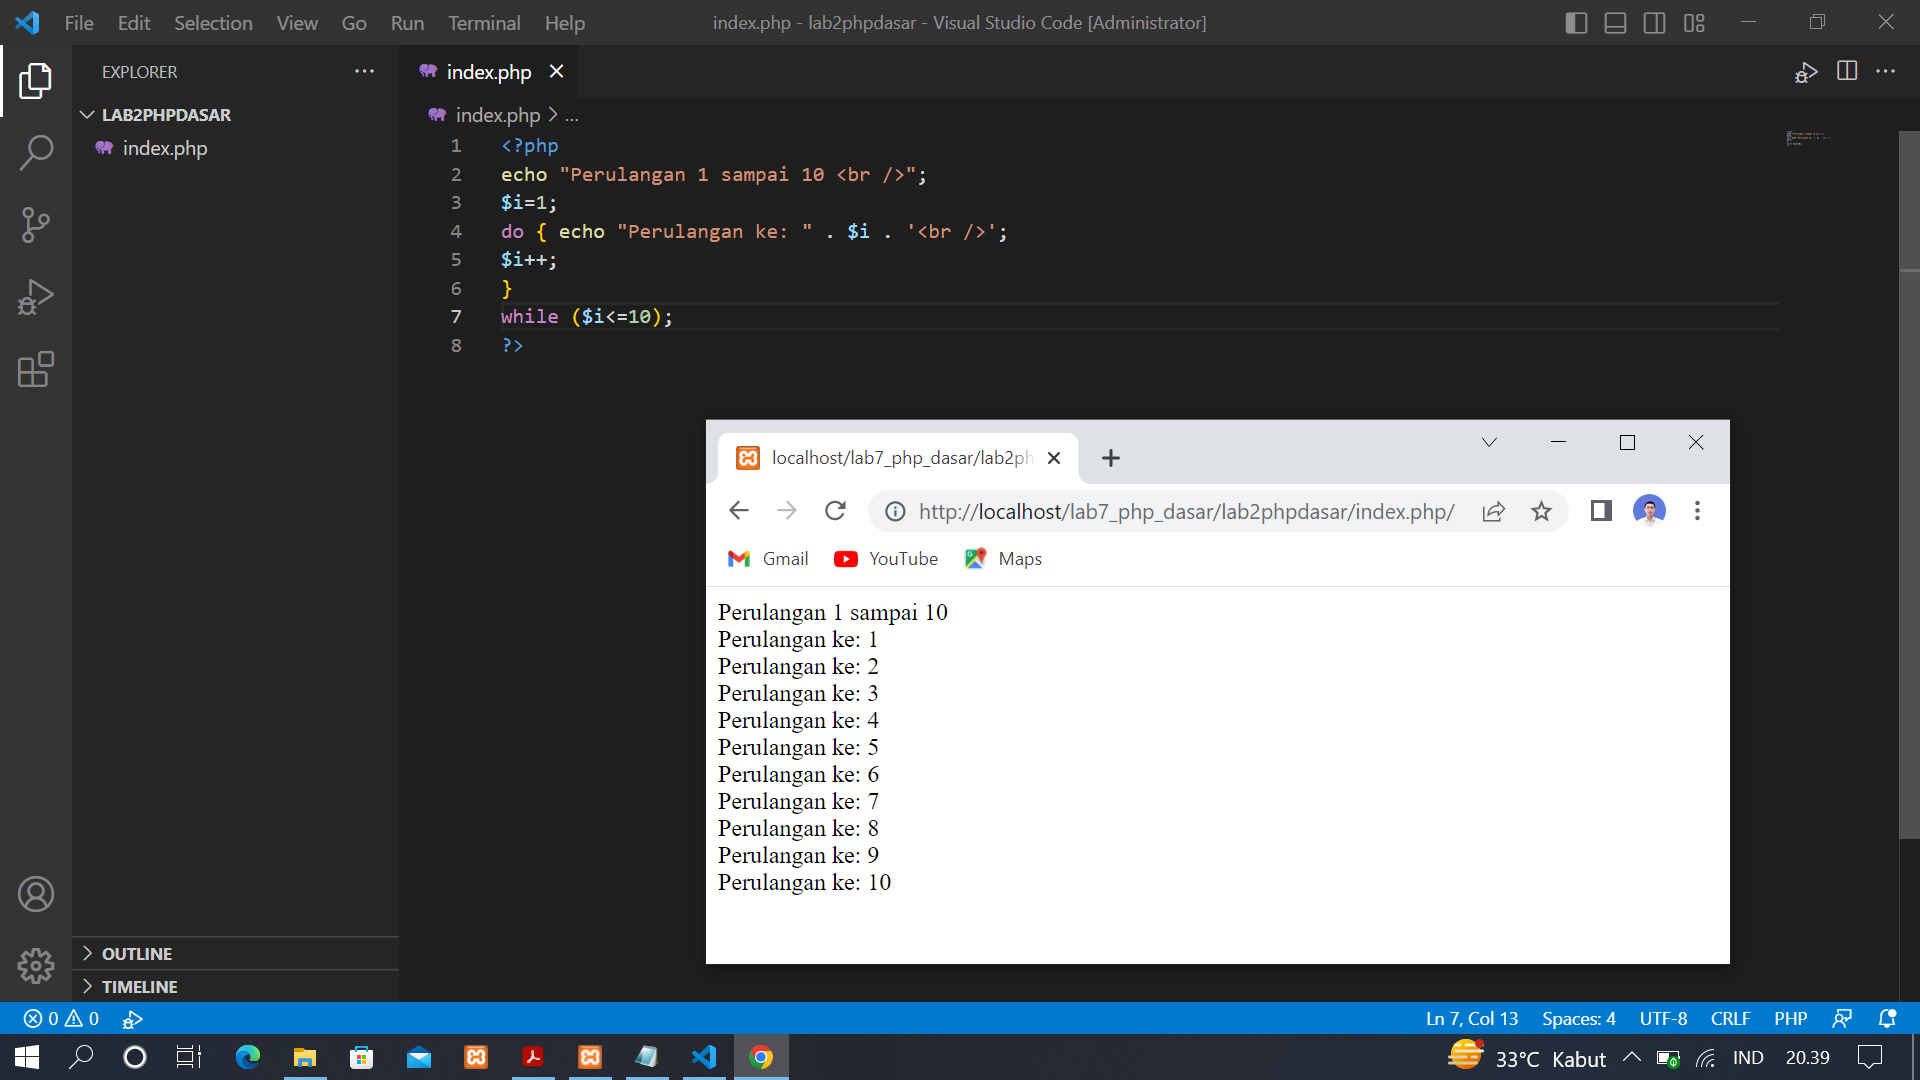 File Edit Selection View Go Run Terminal Help
index.php - lab2phpdasar - Visual Studio Code [Administrator]
EXPLORER
LAB2PHPDASAR
index.php
OUTLINE
TIMELINE
index.php
index.php > ...
1 <?php
2 echo "Perulangan 1 sampai 10 <br />";
3 $i=1;
4 do { echo "Perulangan ke: " . $i . '<br />';
5 $i++;
6 }
7 while ($i<=10);
8 ?>
localhost/lab7_php_dasar/lab2ph
http://localhost/lab7_php_dasar/lab2phpdasar/index.php/
Gmail YouTube Maps
Perulangan 1 sampai 10
Perulangan ke: 1
Perulangan ke: 2
Perulangan ke: 3
Perulangan ke: 4
Perulangan ke: 5
Perulangan ke: 6
Perulangan ke: 7
Perulangan ke: 8
Perulangan ke: 9
Perulangan ke: 10
0 0 Ln 7, Col 13 Spaces: 4 UTF-8 CRLF PHP
33°C Kabut IND 20.39